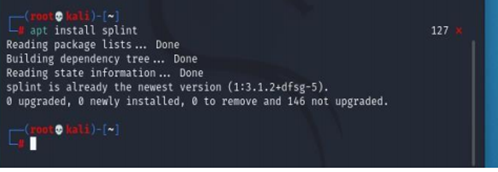 ┌──(root💀kali)-[~]
└─# apt install splint 127 ⨯
Reading package lists... Done
Building dependency tree... Done
Reading state information... Done
splint is already the newest version (1:3.1.2+dfsg-5).
0 upgraded, 0 newly installed, 0 to remove and 146 not upgraded.
┌──(root💀kali)-[~]
└─#